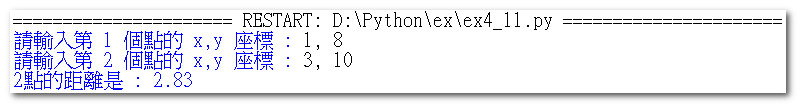 ====================== RESTART: D:\Python\ex\ex4_11.py ======================
請輸入第 1 個點的 x,y 座標 : 1, 8
請輸入第 2 個點的 x,y 座標 : 3, 10
2點的距離是 : 2.83